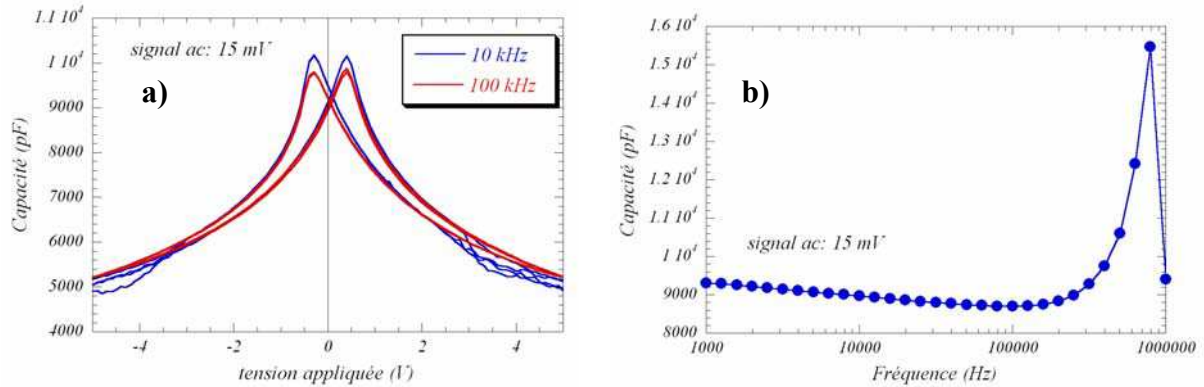 a)
signal ac: 15 mV
10 kHz
100 kHz
Capacité (pF)
1.1 10⁴
1 10⁴
9000
8000
7000
6000
5000
4000
-4
-2
0
2
4
tension appliquée (V)
b)
signal ac: 15 mV
Capacité (pF)
1.6 10⁴
1.5 10⁴
1.4 10⁴
1.3 10⁴
1.2 10⁴
1.1 10⁴
1 10⁴
9000
8000
1000
10000
100000
1000000
Fréquence (Hz)